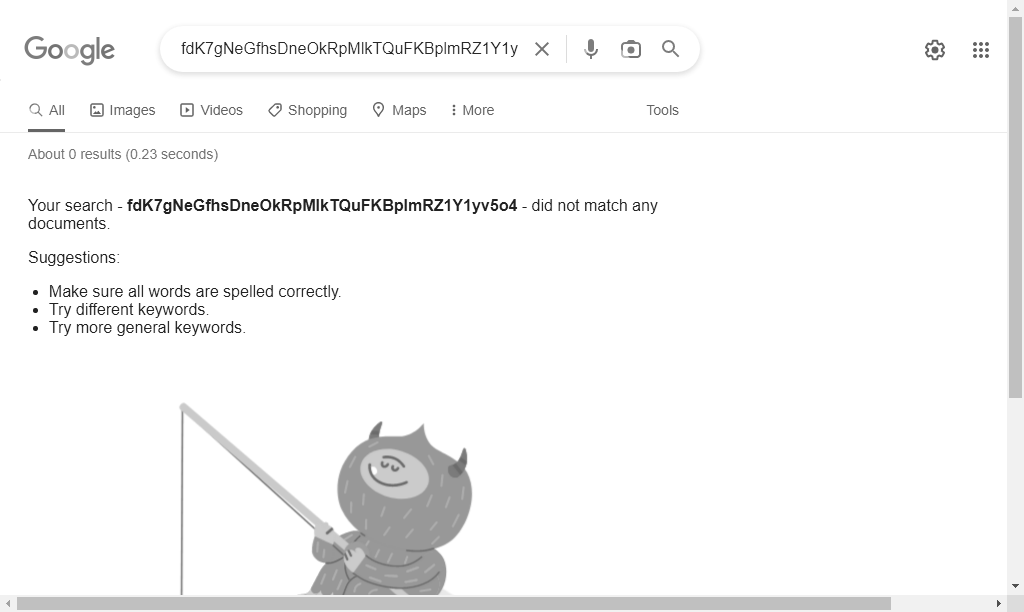 Google
fdK7gNeGfhsDneOkRpMlkTQuFKBplmRZ1Y1y
All Images Videos Shopping Maps More Tools
About 0 results (0.23 seconds)
Your search - fdK7gNeGfhsDneOkRpMlkTQuFKBplmRZ1Y1yv5o4 - did not match any
documents.
Suggestions:
Make sure all words are spelled correctly.
Try different keywords.
Try more general keywords.